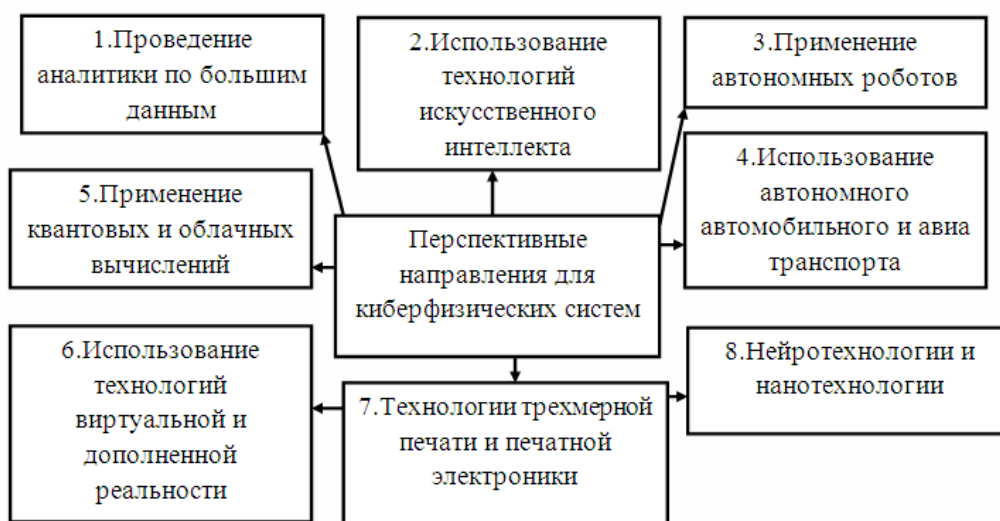 1.Проведение
аналитики по большим
данным
2.Использование
технологий
искусственного
интеллекта
3.Применение
автономных роботов
4.Использование
автономного
автомобильного и авиа
транспорта
5.Применение
квантовых и облачных
вычислений
Перспективные
направления для
киберфизических систем
6.Использование
технологий
виртуальной и
дополненной
реальности
7.Технологии трехмерной
печати и печатной
электроники
8.Нейротехнологии и
нанотехнологии